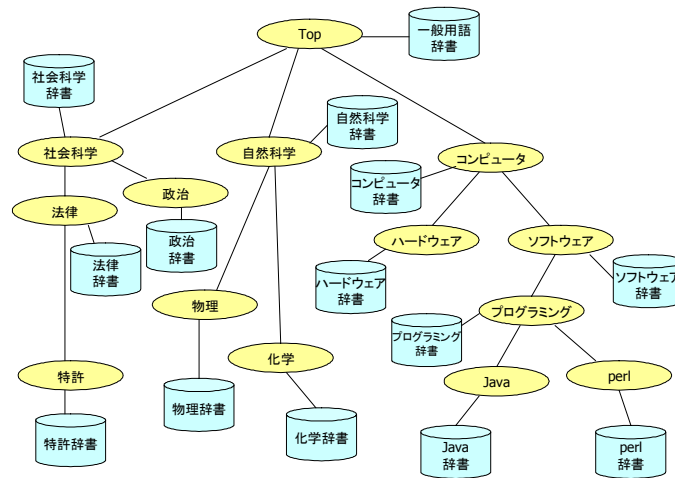 Top
一般用語
辞書
社会科学
辞書
自然科学
辞書
社会科学
自然科学
コンピュータ
コンピュータ
辞書
政治
法律
ハードウェア
ソフトウェア
政治
辞書
法律
辞書
ハードウェア
辞書
ソフトウェア
辞書
物理
プログラミング
プログラミング
辞書
化学
特許
Java
perl
物理辞書
特許辞書
化学辞書
Java
辞書
perl
辞書